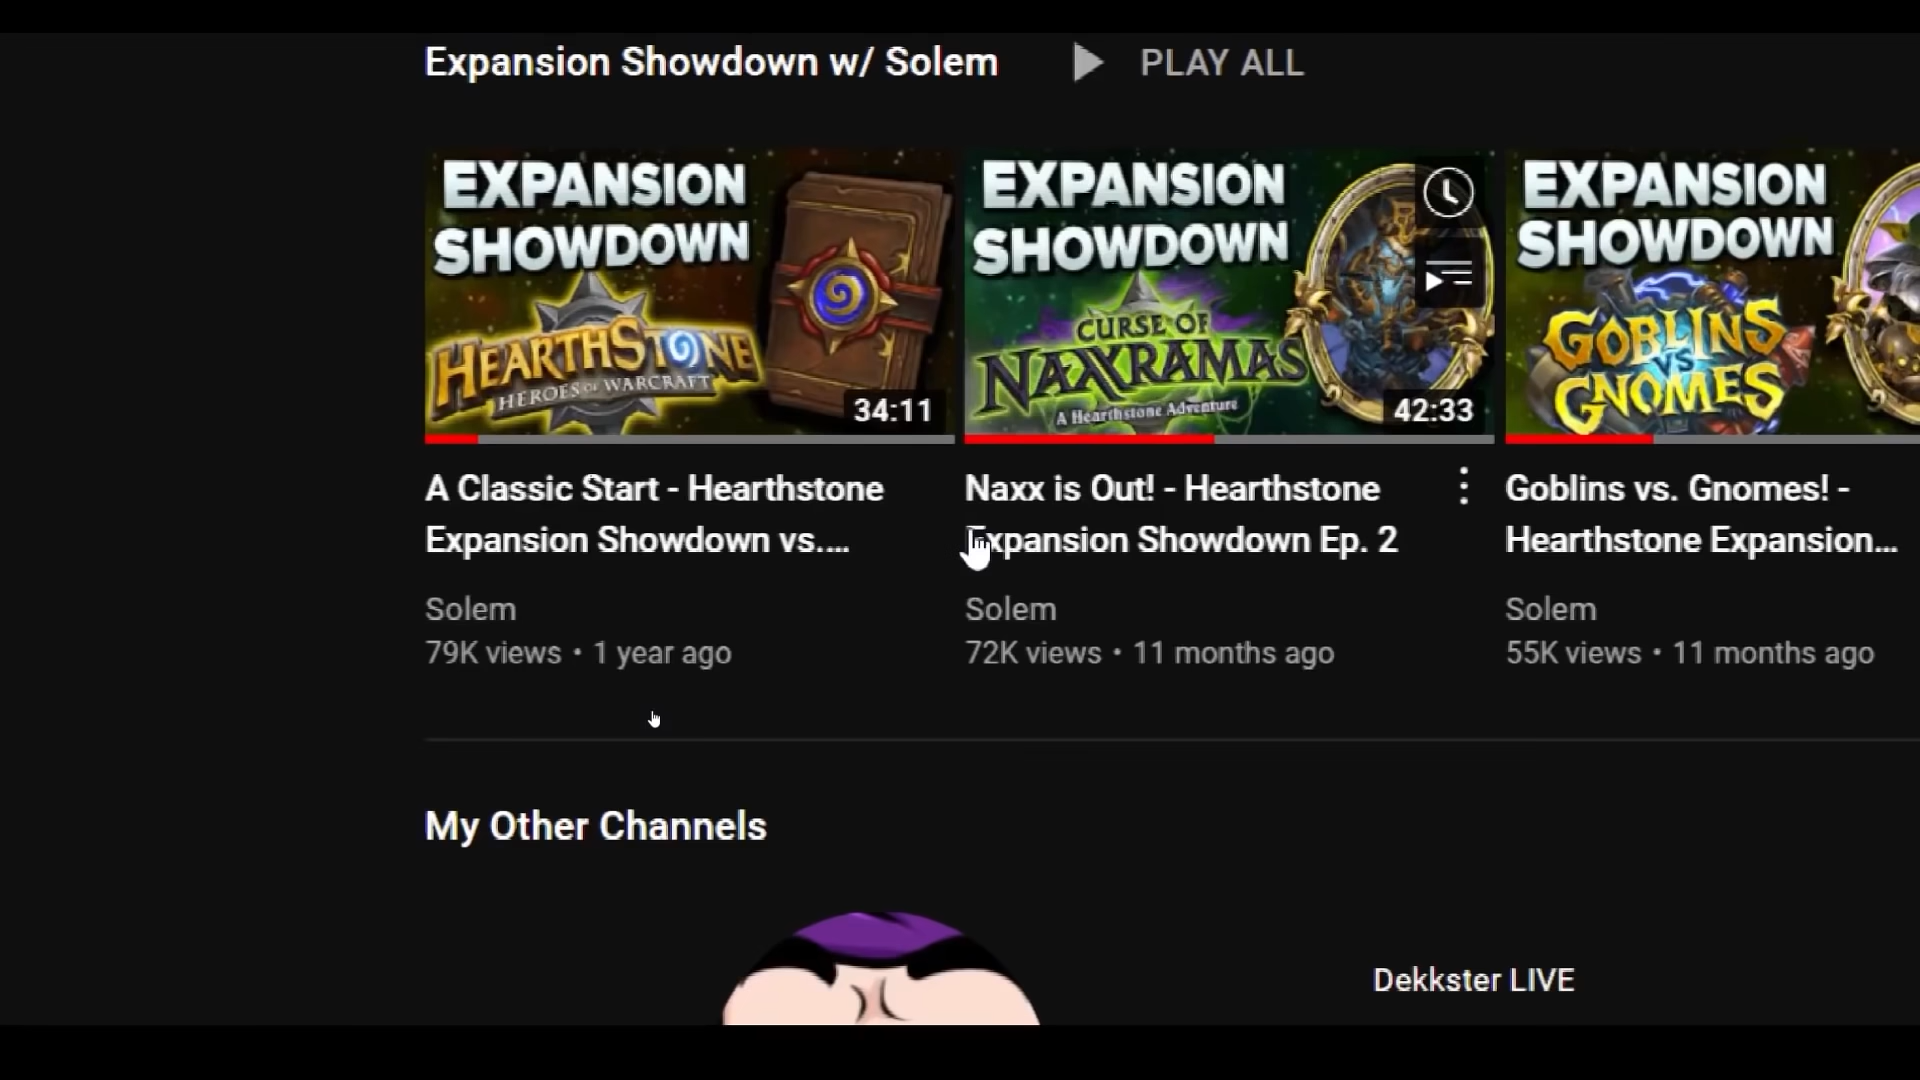 Expansion Showdown w/ Solem
PLAY ALL
EXPANSION
SHOWDOWN
HEARTHSTONE
HEROES OF WARCRAFT
34:11
EXPANSION
SHOWDOWN
CURSE OF
NAXXRAMAS
A Hearthstone Adventure
42:33
EXPANSION
SHOWDOWN
GOBLINS
VS
GNOMES
A Classic Start - Hearthstone
Expansion Showdown vs....
Solem
79K views • 1 year ago
Naxx is Out! - Hearthstone
Expansion Showdown Ep. 2
Solem
72K views • 11 months ago
Goblins vs. Gnomes! -
Hearthstone Expansion...
Solem
55K views • 11 months ago
My Other Channels
Dekkster LIVE